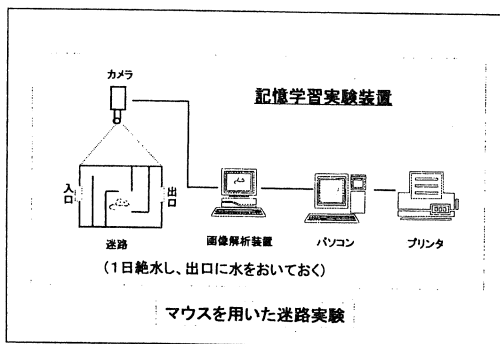 カメラ
記憶学習実験装置
入口
出口
迷路
画像解析装置
パソコン
プリンタ
(1日絶水し、出口に水をおいておく)
マウスを用いた迷路実験